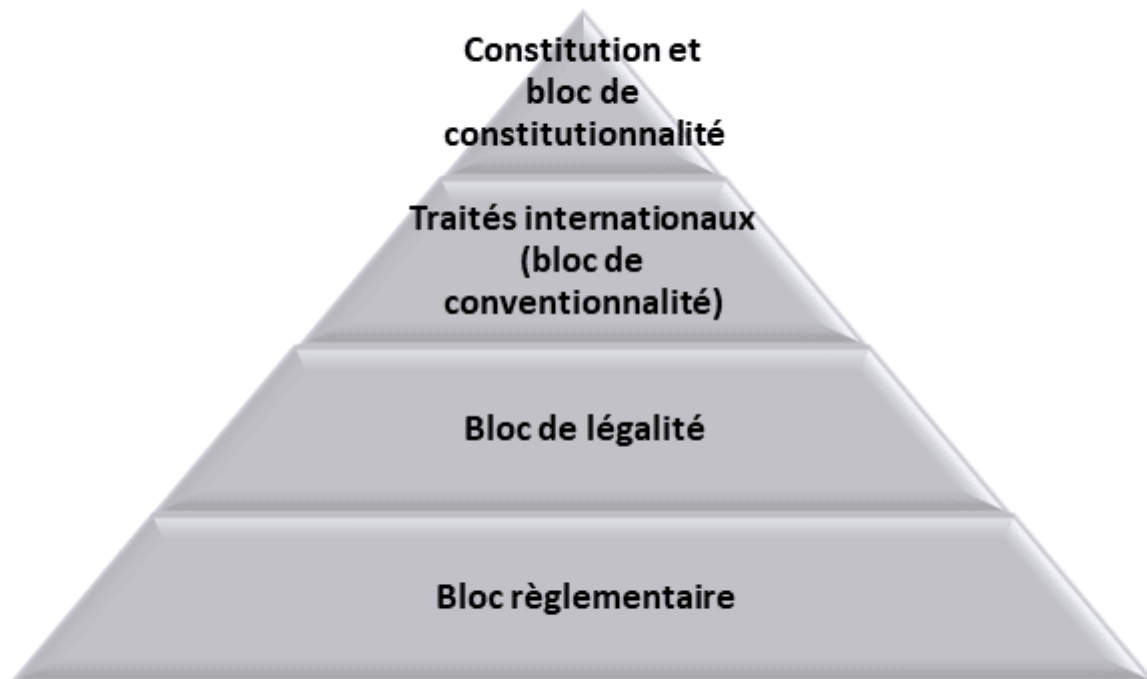 Constitution et
bloc de
constitutionnalité
Traités internationaux
(bloc de
conventionnalité)
Bloc de légalité
Bloc règlementaire